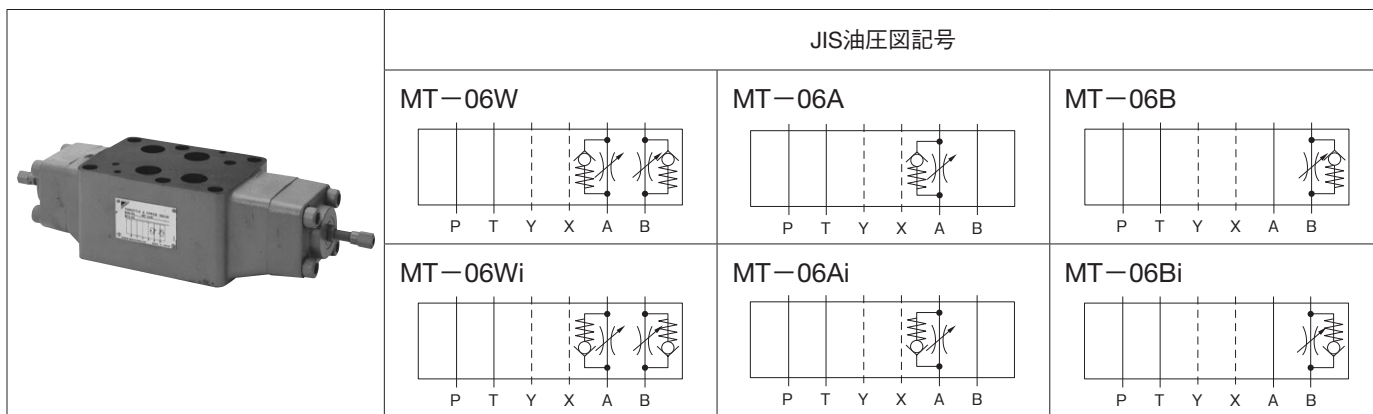 JIS油圧図記号
MT－06W
P T Y X A B
MT－06A
P T Y X A B
MT－06B
P T Y X A B
MT－06Wi
P T Y X A B
MT－06Ai
P T Y X A B
MT－06Bi
P T Y X A B